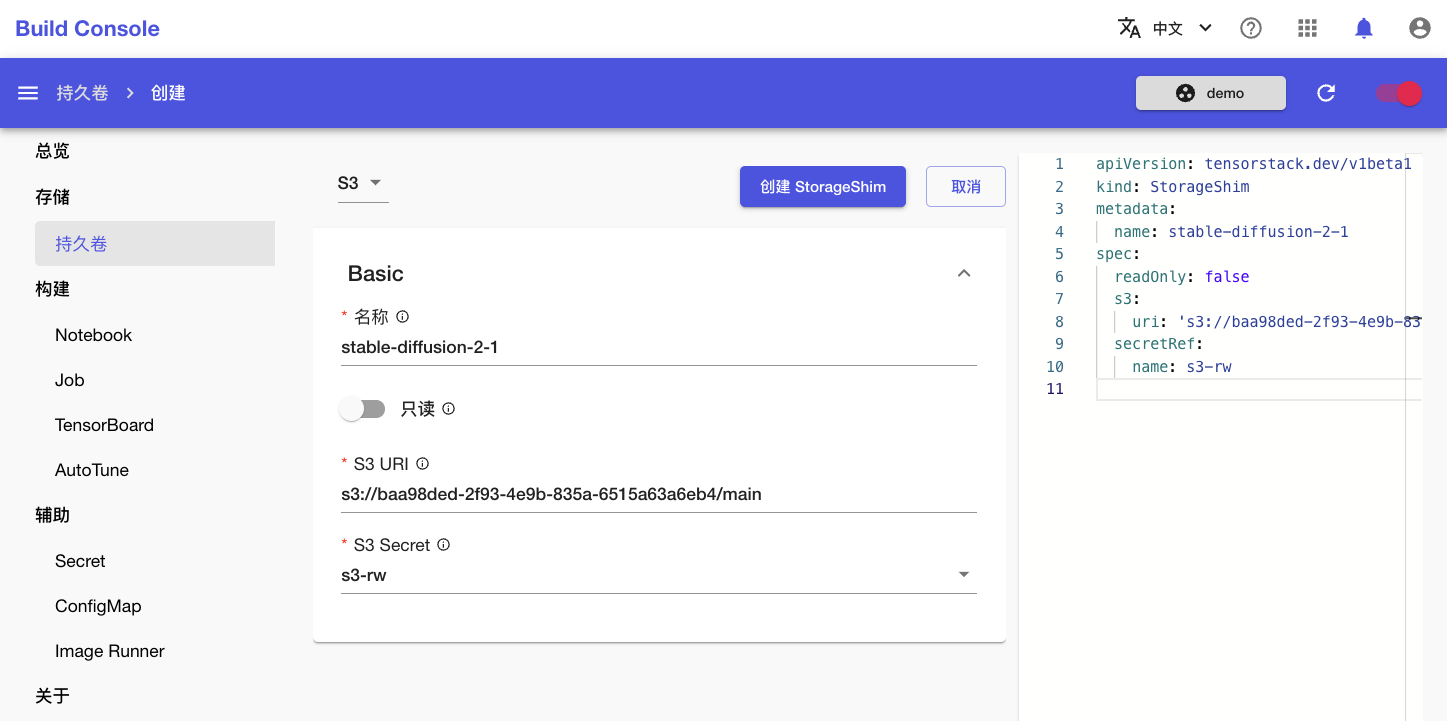 Build Console
中文
持久卷 > 创建
demo
总览
存储
持久卷
构建
Notebook
Job
TensorBoard
AutoTune
辅助
Secret
ConfigMap
Image Runner
关于
S3
创建 StorageShim
取消
Basic
* 名称
stable-diffusion-2-1
只读
* S3 URI
s3://baa98ded-2f93-4e9b-835a-6515a63a6eb4/main
* S3 Secret
s3-rw
1 apiVersion: tensorstack.dev/v1beta1
2 kind: StorageShim
3 metadata:
4 name: stable-diffusion-2-1
5 spec:
6 readOnly: false
7 s3:
8 uri: 's3://baa98ded-2f93-4e9b-83
9 secretRef:
10 name: s3-rw
11